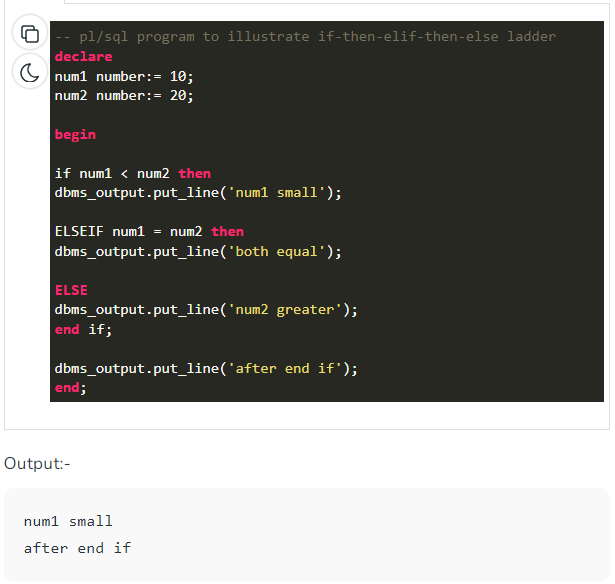 -- pl/sql program to illustrate if-then-elif-then-else ladder
declare
num1 number:= 10;
num2 number:= 20;
begin
if num1 < num2 then
dbms_output.put_line('num1 small');
ELSEIF num1 = num2 then
dbms_output.put_line('both equal');
ELSE
dbms_output.put_line('num2 greater');
end if;
dbms_output.put_line('after end if');
end;
Output:-
num1 small
after end if